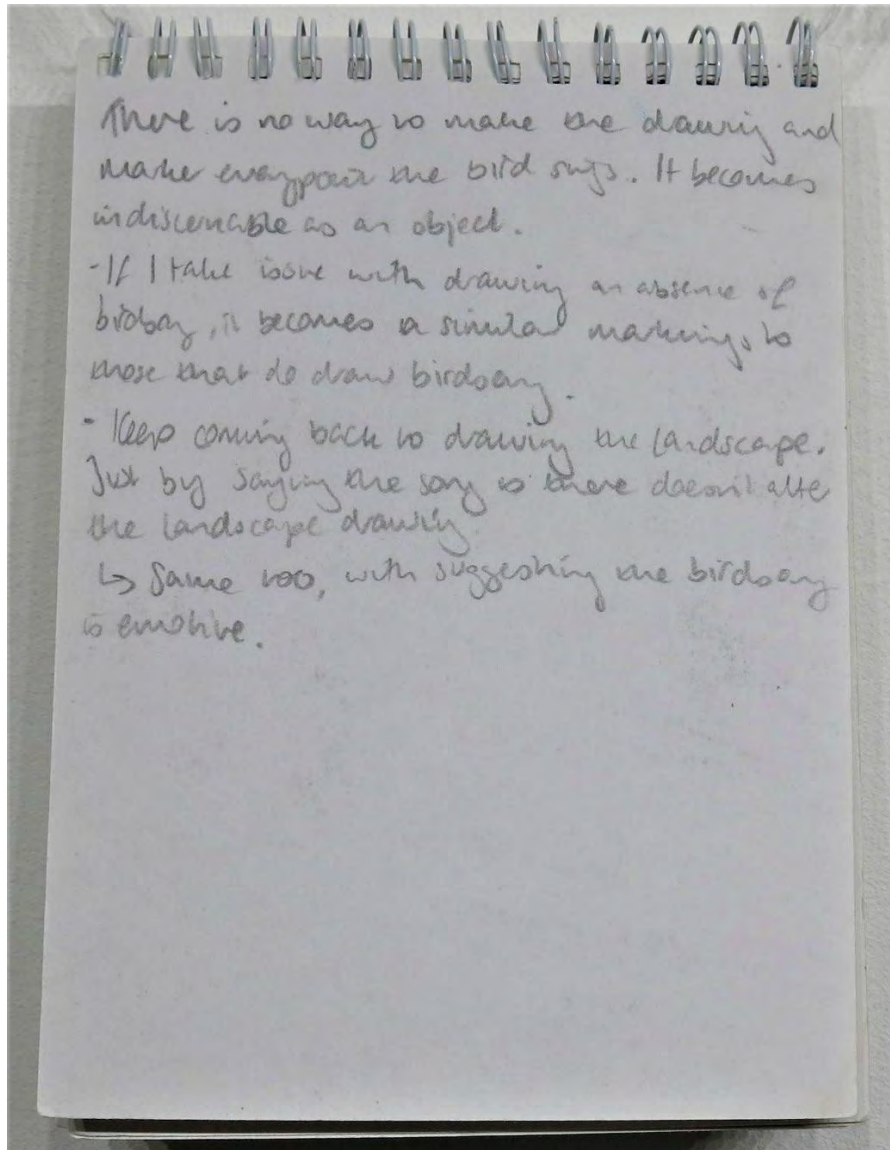 There is no way to make the drawing and
make every point the bird sings. It becomes
indiscernable as an object.
- If I take issue with drawing an absence of
birdsong, it becomes a similar markings to
those that do draw birdsong.
- Keep coming back to drawing the landscape.
Just by saying the song is there doesn't alter
the landscape drawing
↳ Same too, with suggesting the birdsong
is emotive.